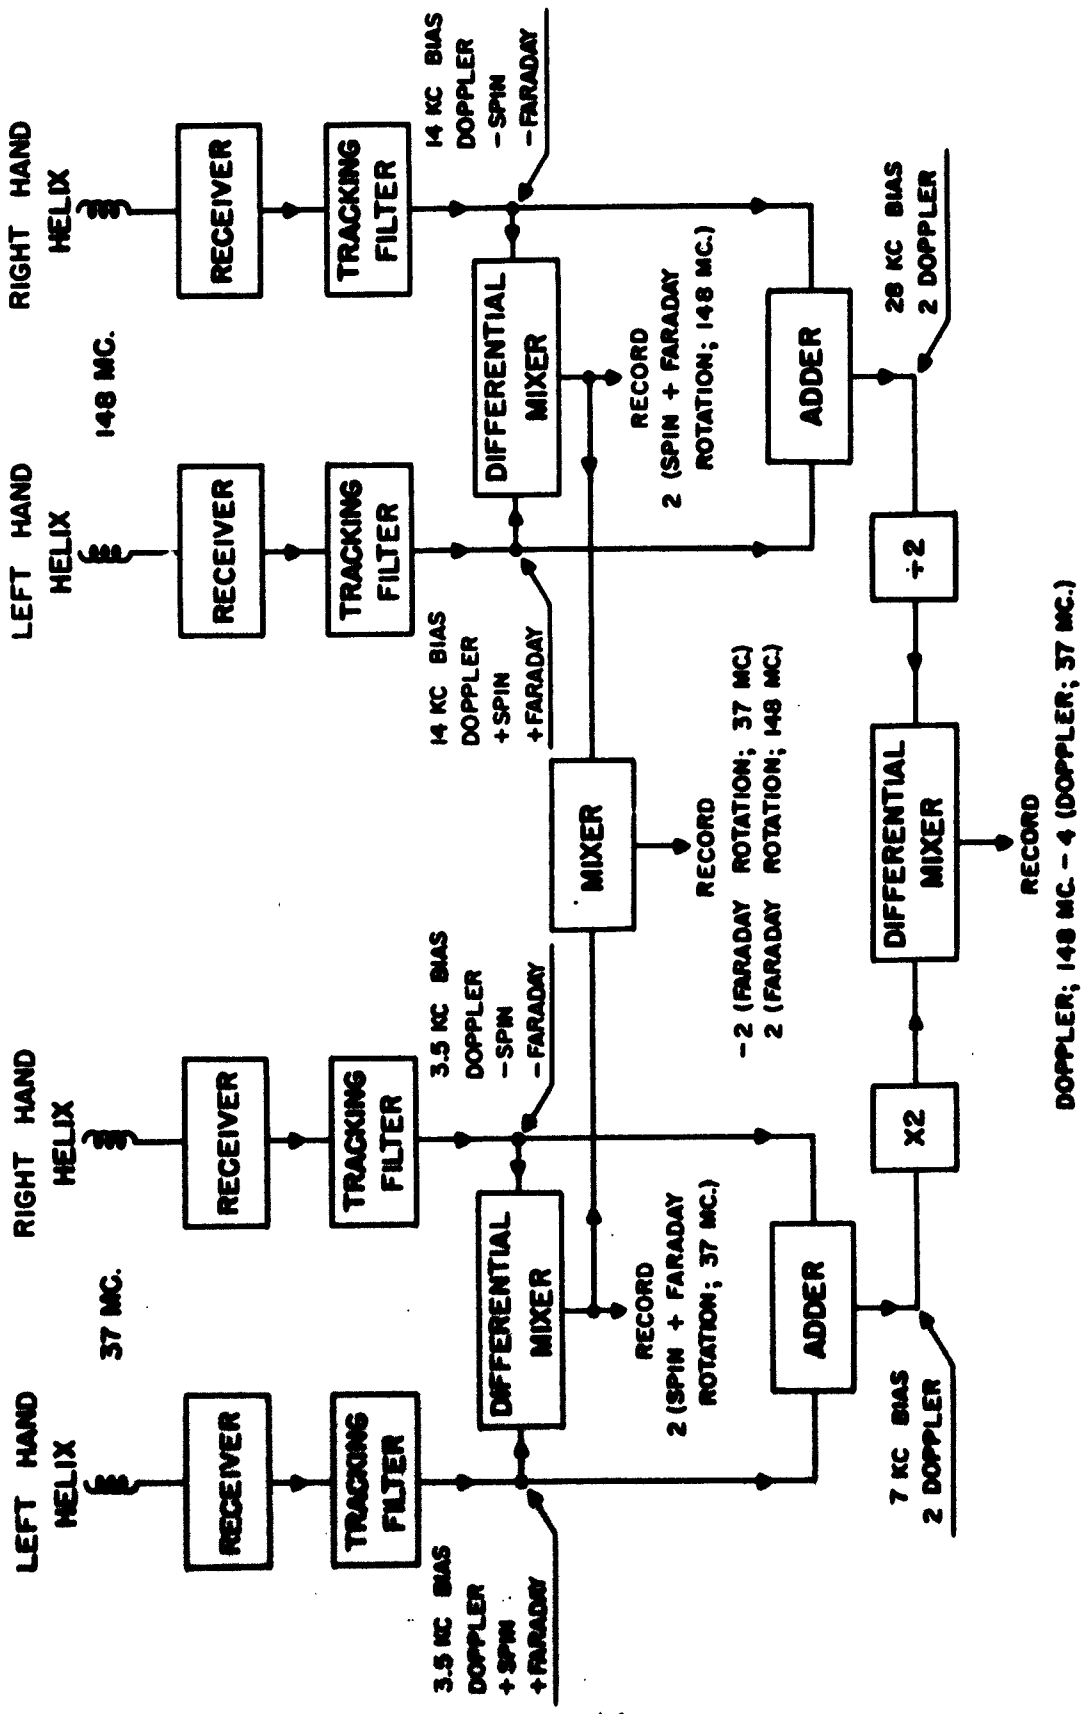 LEFT HAND
HELIX
37 MC.
RIGHT HAND
HELIX
LEFT HAND
HELIX
148 MC.
RIGHT HAND
HELIX
RECEIVER
RECEIVER
RECEIVER
RECEIVER
TRACKING
FILTER
TRACKING
FILTER
TRACKING
FILTER
TRACKING
FILTER
3.5 KC BIAS
DOPPLER
+SPIN
+FARADAY
3.5 KC BIAS
DOPPLER
-SPIN
-FARADAY
14 KC BIAS
DOPPLER
+SPIN
+FARADAY
14 KC BIAS
DOPPLER
-SPIN
-FARADAY
DIFFERENTIAL
MIXER
MIXER
DIFFERENTIAL
MIXER
RECORD
2 (SPIN + FARADAY
ROTATION; 37 MC.)
RECORD
-2 (FARADAY ROTATION; 37 MC.)
2 (FARADAY ROTATION; 148 MC.)
RECORD
2 (SPIN + FARADAY
ROTATION; 148 MC.)
ADDER
ADDER
7 KC BIAS
2 DOPPLER
28 KC BIAS
2 DOPPLER
X2
DIFFERENTIAL
MIXER
÷2
RECORD
DOPPLER; 148 MC. - 4 (DOPPLER; 37 MC.)